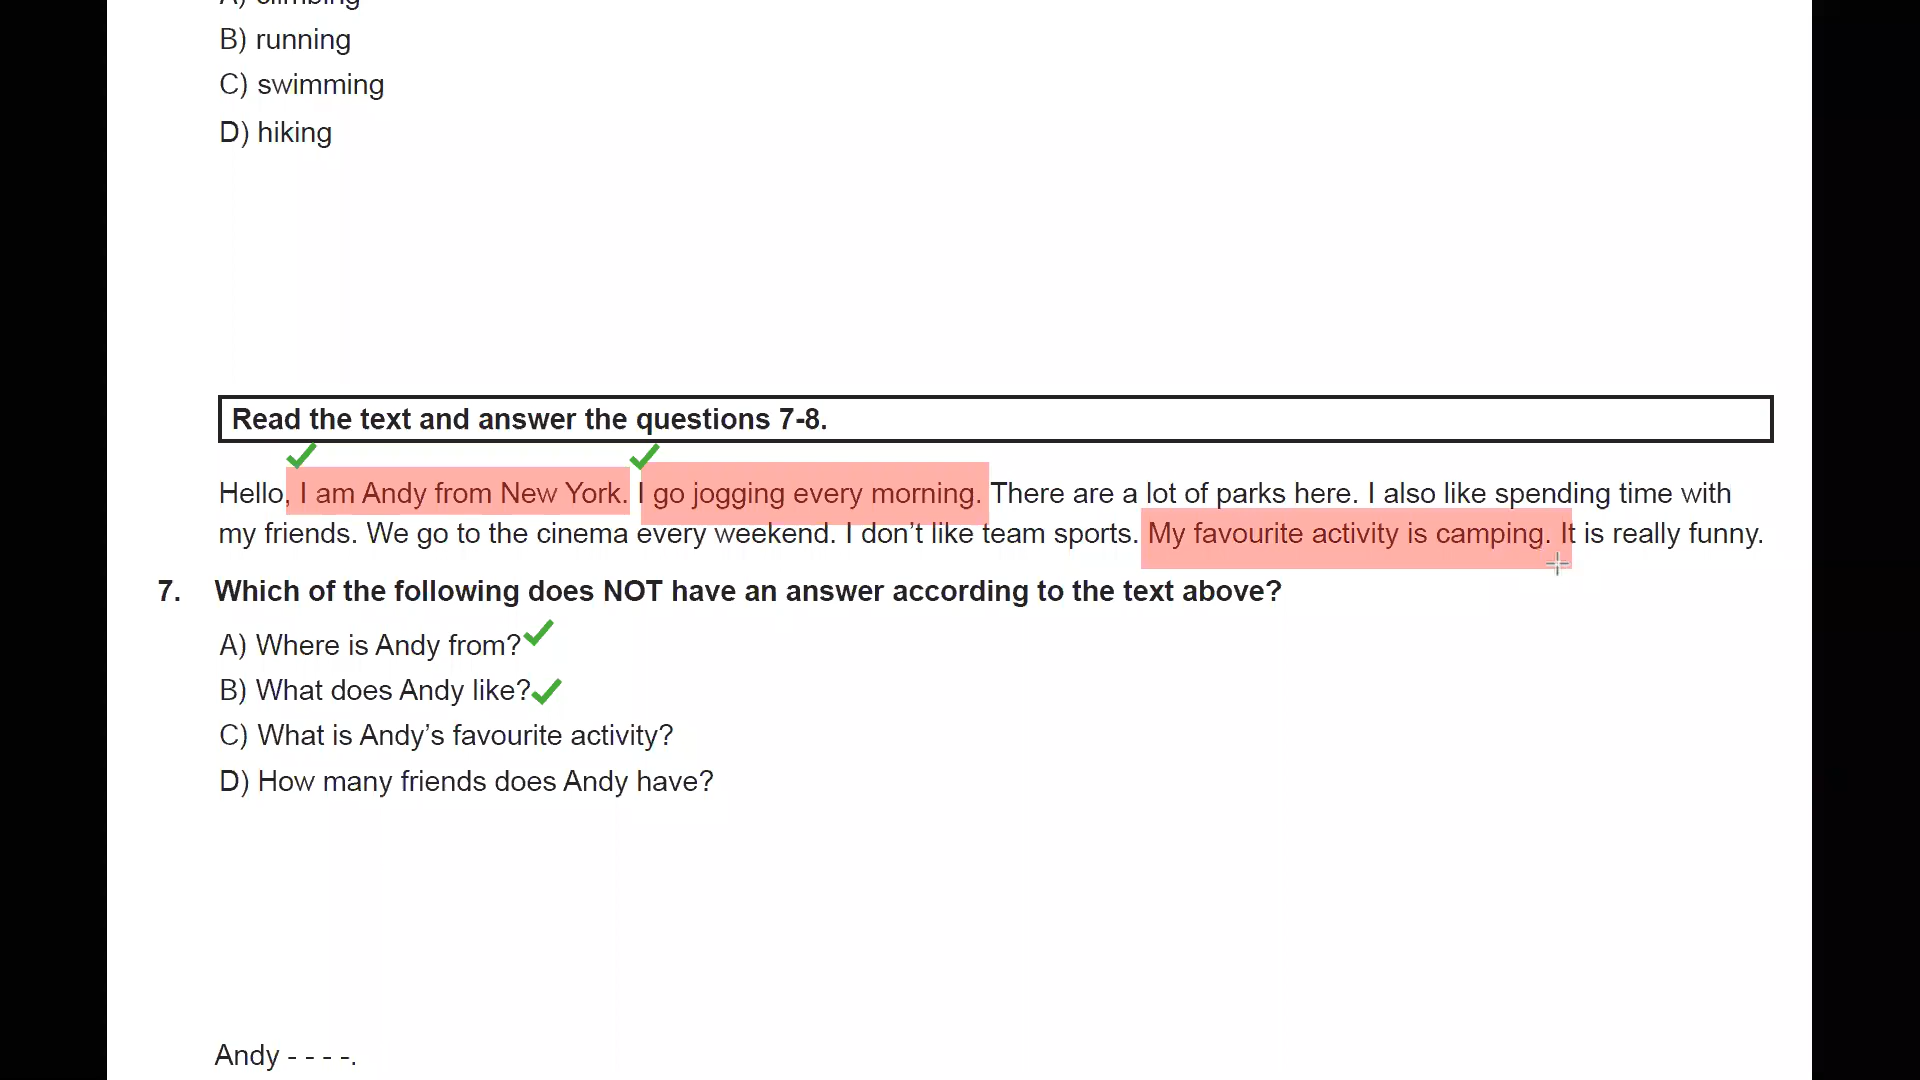 B) running
C) swimming
D) hiking
Read the text and answer the questions 7-8.
Hello, I am Andy from New York. I go jogging every morning. There are a lot of parks here. I also like spending time with
my friends. We go to the cinema every weekend. I don’t like team sports. My favourite activity is camping. It is really funny.
7. Which of the following does NOT have an answer according to the text above?
A) Where is Andy from?
B) What does Andy like?
C) What is Andy’s favourite activity?
D) How many friends does Andy have?
Andy - - - -.